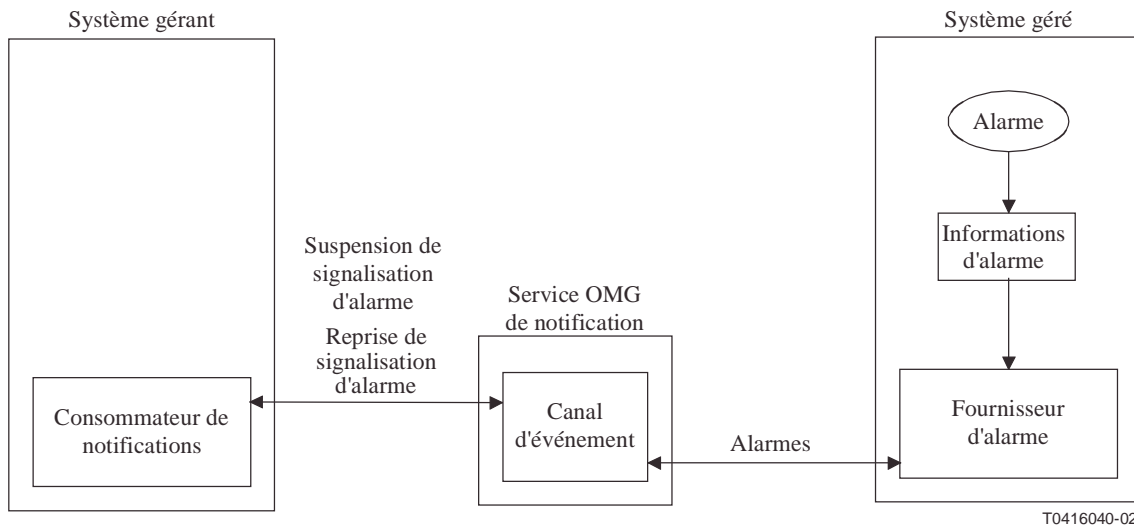 Système gérant
Système géré
Alarme
Informations
d'alarme
Suspension de
signalisation
d'alarme
Reprise de
signalisation
d'alarme
Service OMG
de notification
Consommateur de
notifications
Canal
d'événement
Alarmes
Fournisseur
d'alarme
T0416040-02